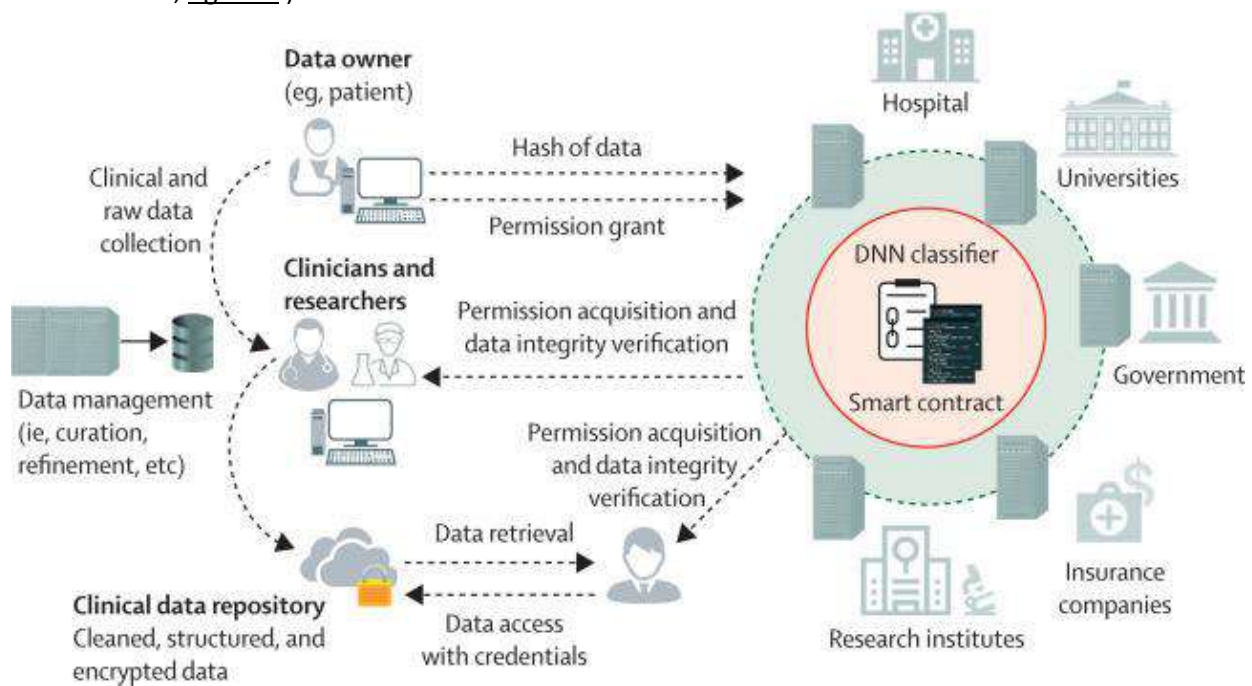 Data owner
(eg, patient)
Hospital
Hash of data
Clinical and
raw data
collection
Universities
Permission grant
DNN classifier
Clinicians and
researchers
Permission acquisition and
data integrity verification
Government
Smart contract
Data management
(ie, curation,
refinement, etc)
Permission acquisition
and data integrity
verification
Data retrieval
Insurance
companies
Clinical data repository
Cleaned, structured, and
encrypted data
Data access
with credentials
Research institutes